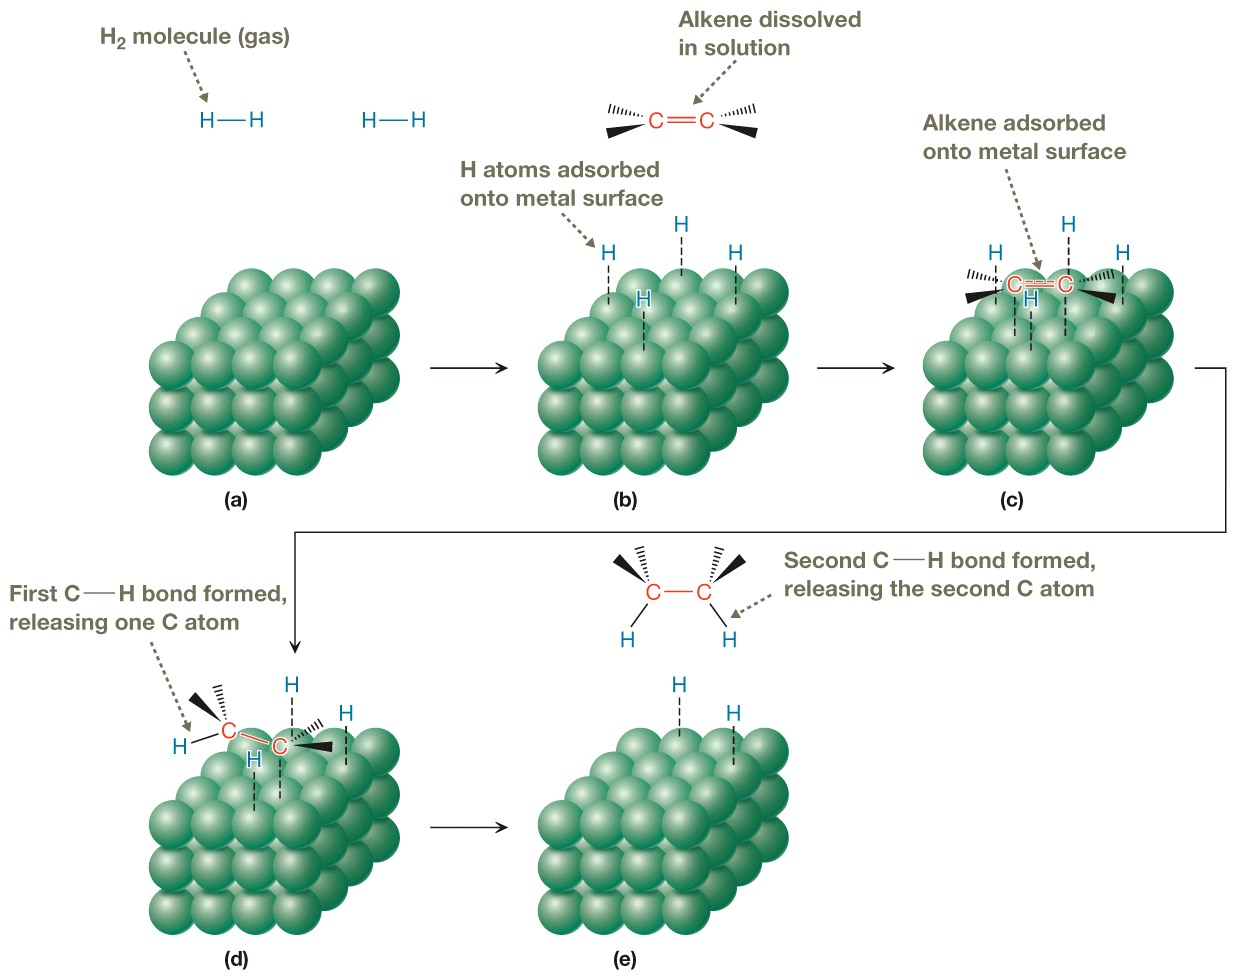 H₂ molecule (gas)
Alkene dissolved
in solution
H—H
H—H
C=C
H atoms adsorbed
onto metal surface
Alkene adsorbed
onto metal surface
H
H
H
H
H
H
H
C=C
H
(a)
(b)
(c)
First C—H bond formed,
releasing one C atom
Second C—H bond formed,
releasing the second C atom
C—C
H
H
H
H
H
C
C
H
H
H
(d)
(e)